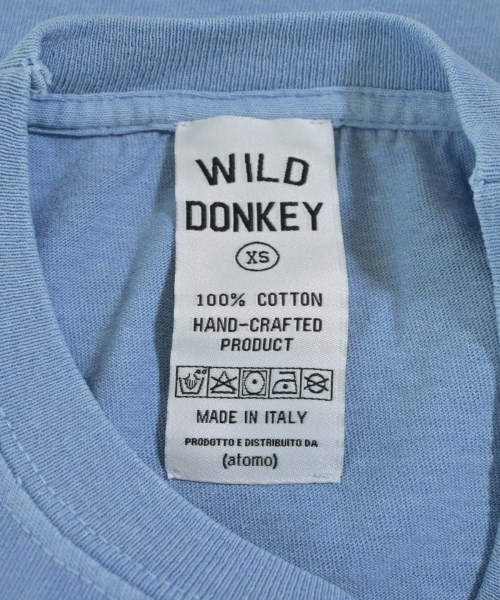 WILD
DONKEY
XS
100% COTTON
HAND-CRAFTED
PRODUCT
MADE IN ITALY
PRODOTTO E DISTRIBUITO DA
(atomo)